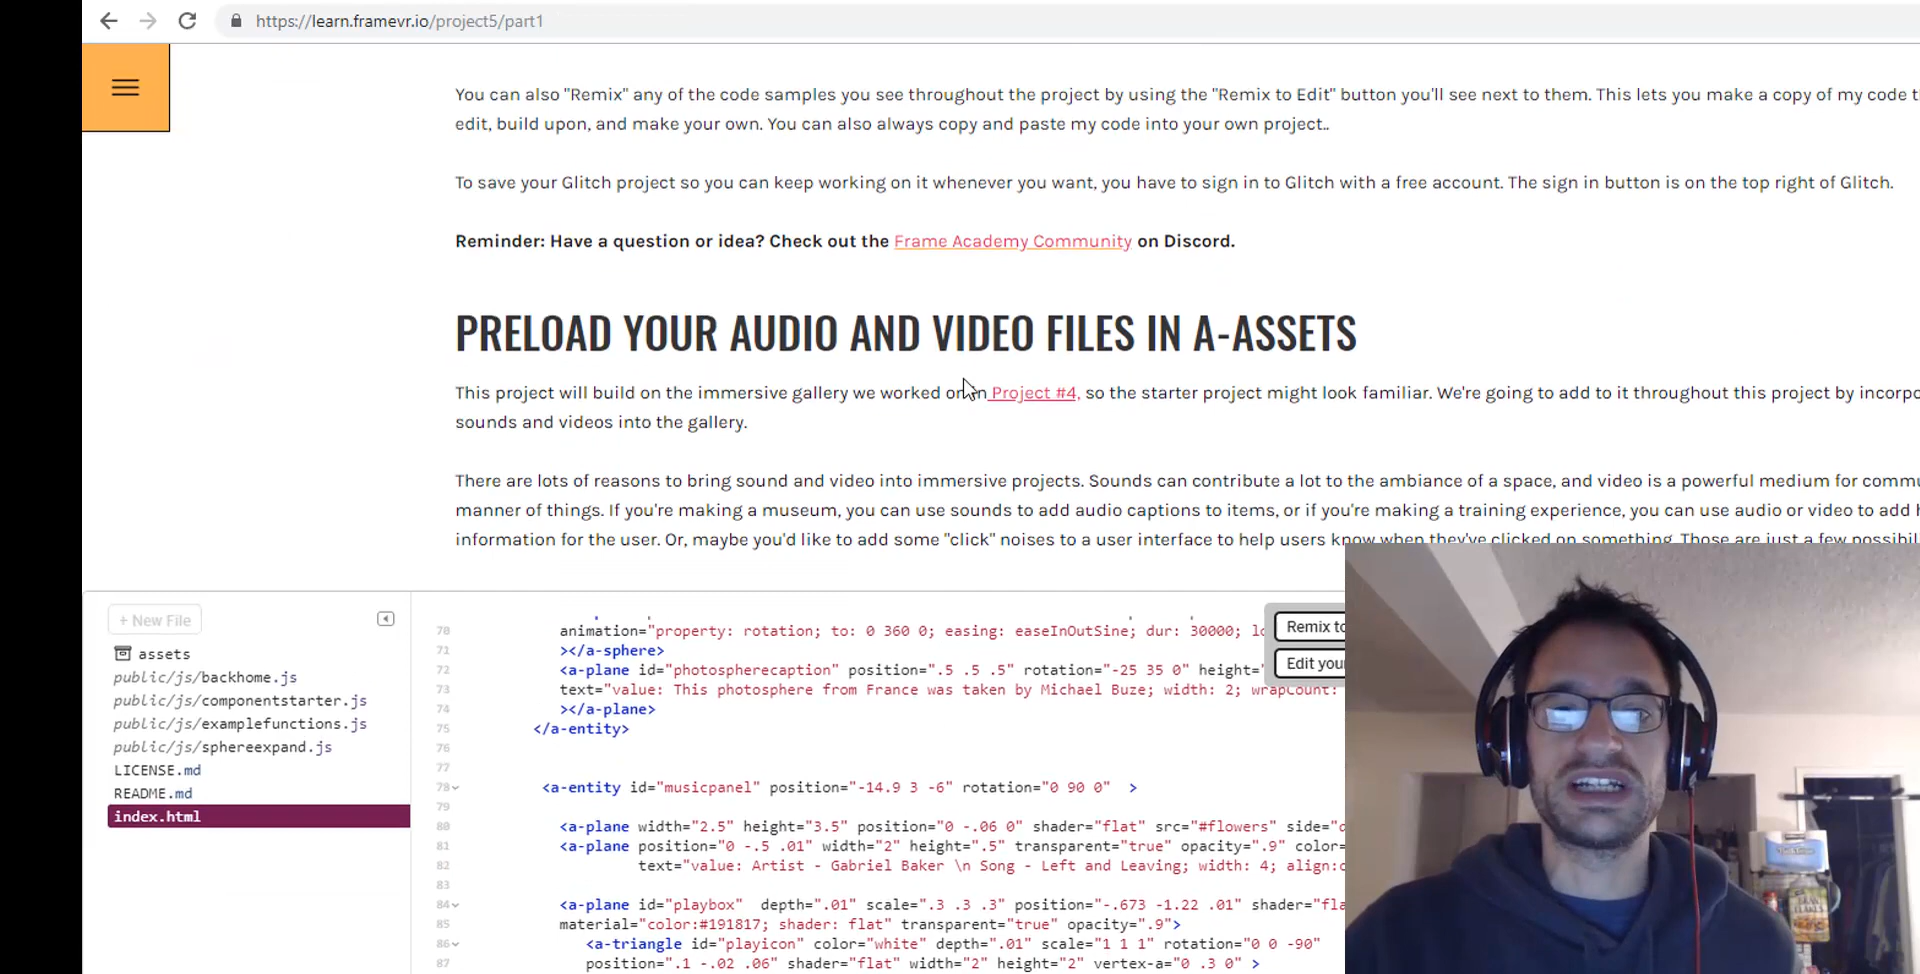 https://learn.framevr.io/project5/part1
You can also "Remix" any of the code samples you see throughout the project by using the "Remix to Edit" button you'll see next to them. This lets you make a copy of my code
edit, build upon, and make your own. You can also always copy and paste my code into your own project..
To save your Glitch project so you can keep working on it whenever you want, you have to sign in to Glitch with a free account. The sign in button is on the top right of Glitch.
Reminder: Have a question or idea? Check out the Frame Academy Community on Discord.
PRELOAD YOUR AUDIO AND VIDEO FILES IN A-ASSETS
This project will build on the immersive gallery we worked on in Project #4, so the starter project might look familiar. We're going to add to it throughout this project by incorpo
sounds and videos into the gallery.
There are lots of reasons to bring sound and video into immersive projects. Sounds can contribute a lot to the ambiance of a space, and video is a powerful medium for commu
manner of things. If you're making a museum, you can use sounds to add audio captions to items, or if you're making a training experience, you can use audio or video to add
information for the user. Or, maybe you'd like to add some "click" noises to a user interface to help users know when they've clicked on something. Those are just a few possibili
+ New File
assets
public/js/backhome.js
public/js/componentstarter.js
public/js/examplefunctions.js
public/js/sphereexpand.js
LICENSE.md
README.md
index.html
70 animation="property: rotation; to: 0 360 0; easing: easeInOutSine; dur: 30000; lo
71 ></a-sphere>
72 <a-plane id="photospherecaption" position=".5 .5 .5" rotation="-25 35 0" height="
73 text="value: This photosphere from France was taken by Michael Buze; width: 2; wrapCount:
74 ></a-plane>
75 </a-entity>
76
77
78 <a-entity id="musicpanel" position="-14.9 3 -6" rotation="0 90 0" >
79
80 <a-plane width="2.5" height="3.5" position="0 -.06 0" shader="flat" src="#flowers" side="d
81 <a-plane position="0 -.5 .01" width="2" height=".5" transparent="true" opacity=".9" color=
82 text="value: Artist - Gabriel Baker \n Song - Left and Leaving; width: 4; align:c
83
84 <a-plane id="playbox" depth=".01" scale=".3 .3 .3" position="-.673 -1.22 .01" shader="fla
85 material="color:#191817; shader: flat" transparent="true" opacity=".9">
86 <a-triangle id="playicon" color="white" depth=".01" scale="1 1 1" rotation="0 0 -90"
87 position=".1 -.02 .06" shader="flat" width="2" height="2" vertex-a="0 .3 0" >
Remix to
Edit your